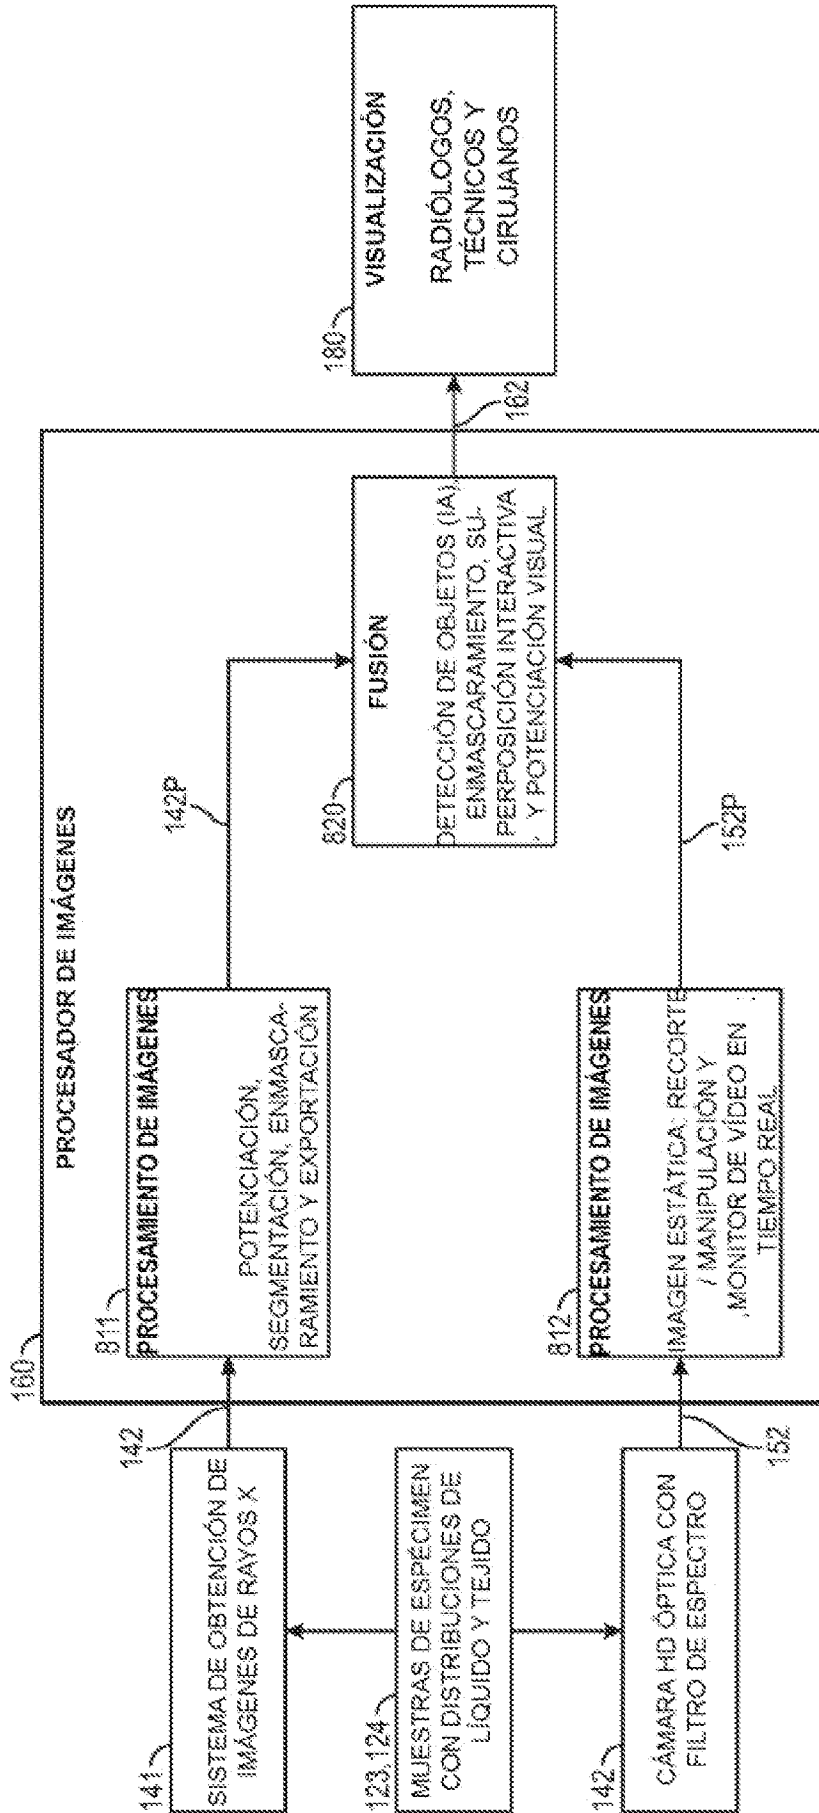 160
PROCESADOR DE IMÁGENES
141
SISTEMA DE OBTENCIÓN DE
IMÁGENES DE RAYOS X
142
811
PROCESAMIENTO DE IMÁGENES
POTENCIACIÓN,
SEGMENTACIÓN, ENMASCA-
RAMIENTO Y EXPORTACIÓN
142P
123,124
MUESTRAS DE ESPÉCIMEN
CON DISTRIBUCIONES DE
LÍQUIDO Y TEJIDO
820
FUSIÓN
DETECCIÓN DE OBJETOS (IA),
ENMASCARAMIENTO, SU-
PERPOSICIÓN INTERACTIVA
Y POTENCIACIÓN VISUAL
162
180
VISUALIZACIÓN
RADIÓLOGOS,
TÉCNICOS Y
CIRUJANOS
142
CÁMARA HD ÓPTICA CON
FILTRO DE ESPECTRO
152
812
PROCESAMIENTO DE IMÁGENES
IMAGEN ESTÁTICA: RECORTE
/ MANIPULACIÓN Y
MONITOR DE VÍDEO EN
TIEMPO REAL
152P